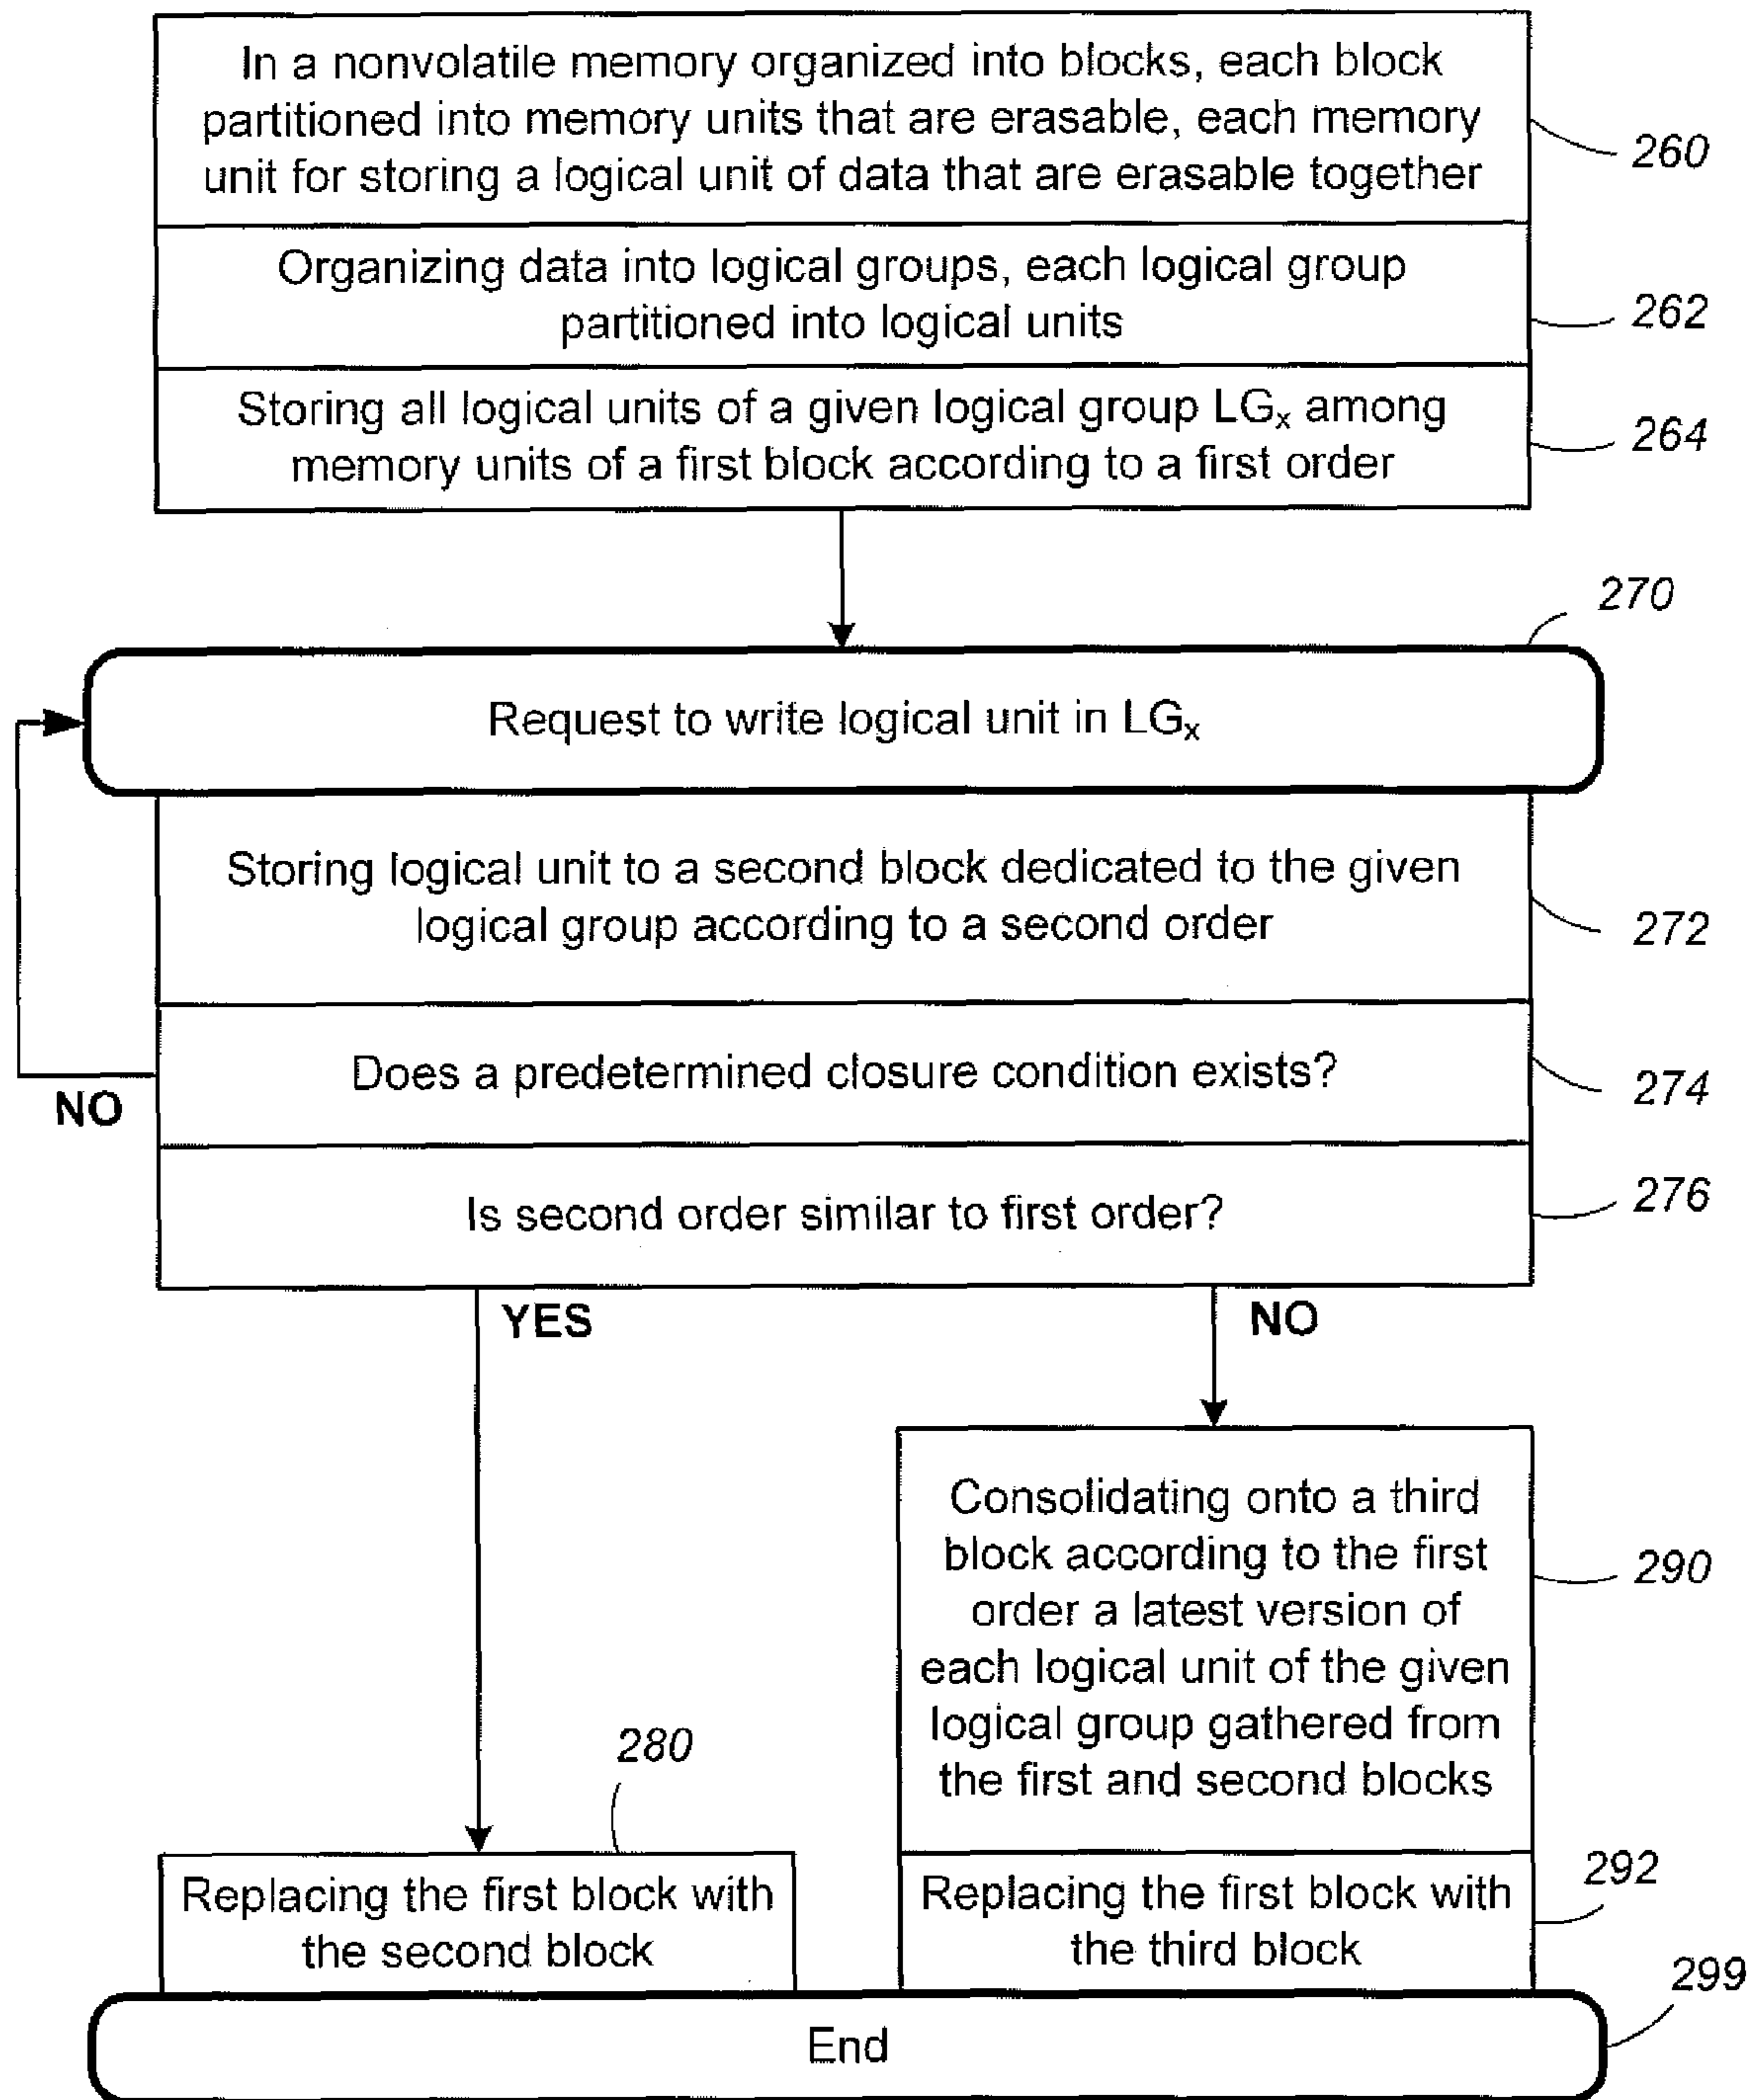 In a nonvolatile memory organized into blocks, each block
partitioned into memory units that are erasable, each memory
unit for storing a logical unit of data that are erasable together
260
Organizing data into logical groups, each logical group
partitioned into logical units
262
Storing all logical units of a given logical group LGx among
memory units of a first block according to a first order
264
270
Request to write logical unit in LGx
Storing logical unit to a second block dedicated to the given
logical group according to a second order
272
Does a predetermined closure condition exists?
274
NO
Is second order similar to first order?
276
YES
NO
Consolidating onto a third
block according to the first
order a latest version of
each logical unit of the given
logical group gathered from
the first and second blocks
290
280
Replacing the first block with
the second block
Replacing the first block with
the third block
292
299
End